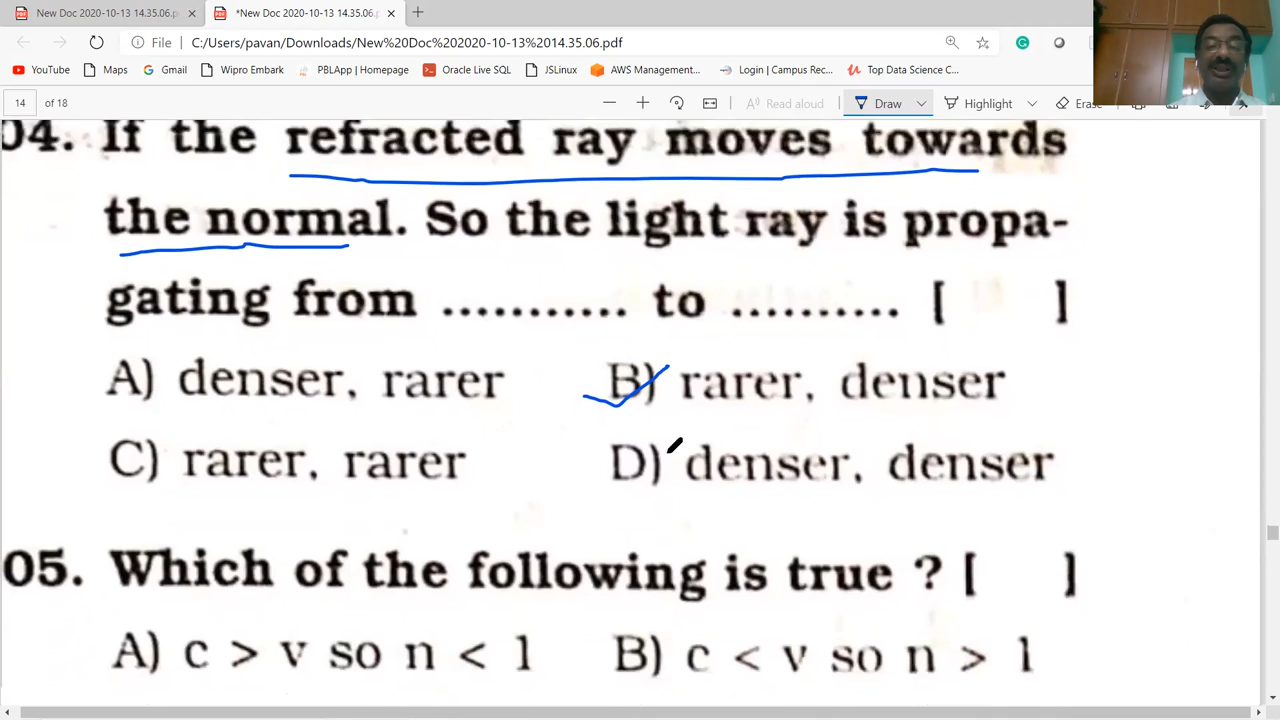 New Doc 2020-10-13 14.35.06.p
*New Doc 2020-10-13 14.35.06.p
File C:/Users/pavan/Downloads/New%20Doc%202020-10-13%2014.35.06.pdf
YouTube Maps Gmail Wipro Embark PBLApp | Homepage Oracle Live SQL JSLinux AWS Management... Login | Campus Rec... Top Data Science C...
14 of 18 Read aloud Draw Highlight Erase
04. If the refracted ray moves towards
the normal. So the light ray is propa-
gating from ........... to .......... [ ]
A) denser, rarer B) rarer, denser
C) rarer, rarer D) denser, denser
05. Which of the following is true ? [ ]
A) c > v so n < 1 B) c < v so n > 1